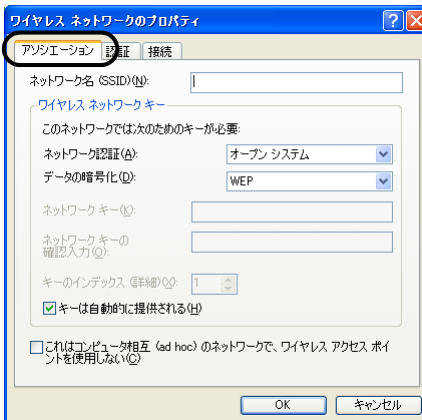 ワイヤレス ネットワークのプロパティ
アソシエーション 認証 接続
ネットワーク名 (SSID)(N):
ワイヤレス ネットワーク キー
このネットワークでは次のためのキーが必要:
ネットワーク認証(A): オープン システム
データの暗号化(D): WEP
ネットワーク キー(K):
ネットワーク キーの
確認入力(O):
キーのインデックス (詳細)(X): 1
キーは自動的に提供される(H)
これはコンピュータ相互 (ad hoc) のネットワークで、ワイヤレス アクセス ポイ
ントを使用しない(C)
OK キャンセル